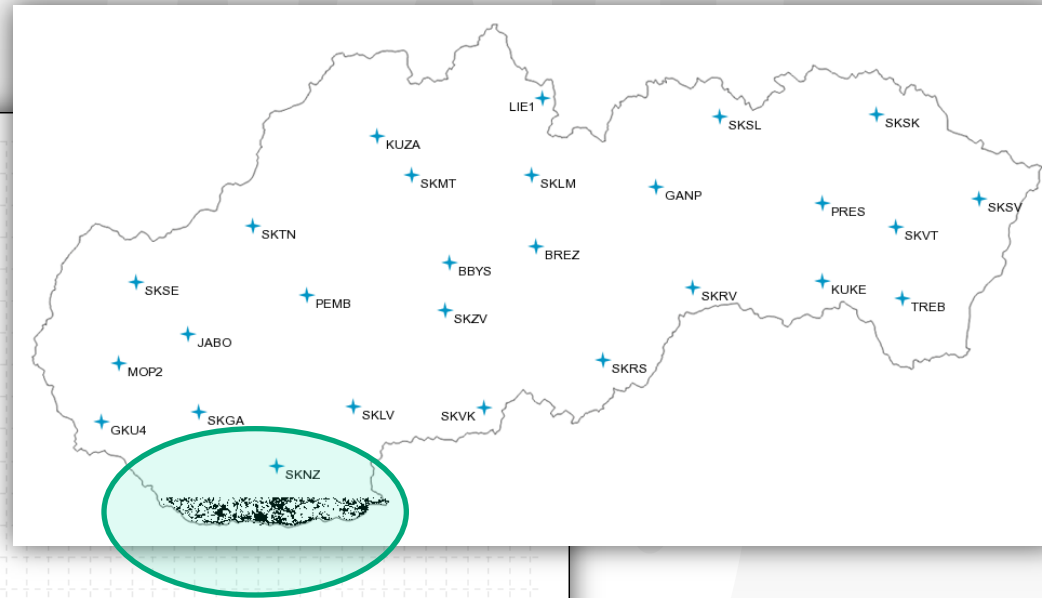 LIE1
SKSL
SKSK
KUZA
SKMT
SKLM
GANP
SKSV
PRES
SKTN
SKVT
BREZ
BBYS
SKSE
PEMB
SKRV
KUKE
TREB
SKZV
JABO
MOP2
SKRS
SKGA
SKLV
SKVK
GKU4
SKNZ